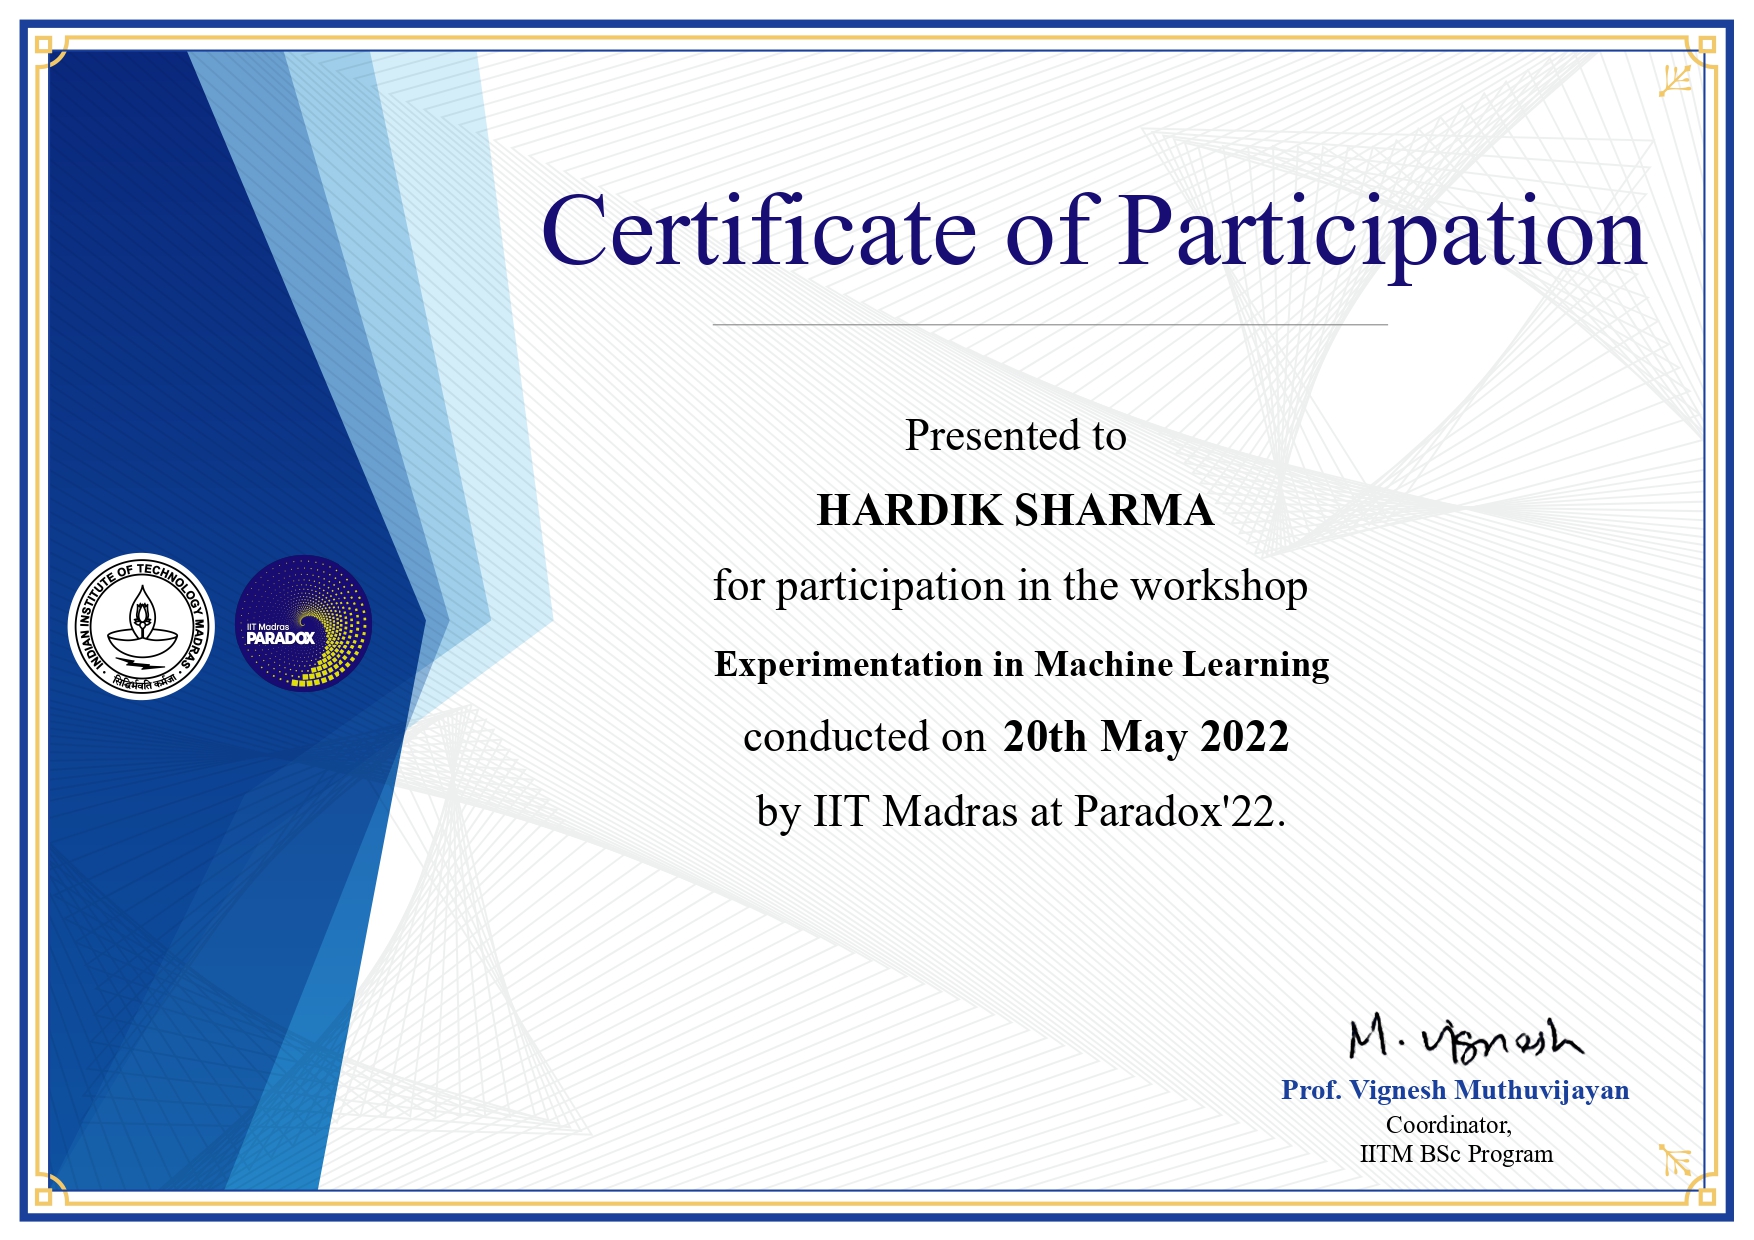 Certificate of Participation
Presented to
HARDIK SHARMA
for participation in the workshop
Experimentation in Machine Learning
conducted on 20th May 2022
by IIT Madras at Paradox'22.
INDIAN INSTITUTE OF TECHNOLOGY MADRAS
सिद्धिर्भवति कर्मजा
IIT Madras
PARADOX
M. Vignesh
Prof. Vignesh Muthuvijayan
Coordinator,
IITM BSc Program